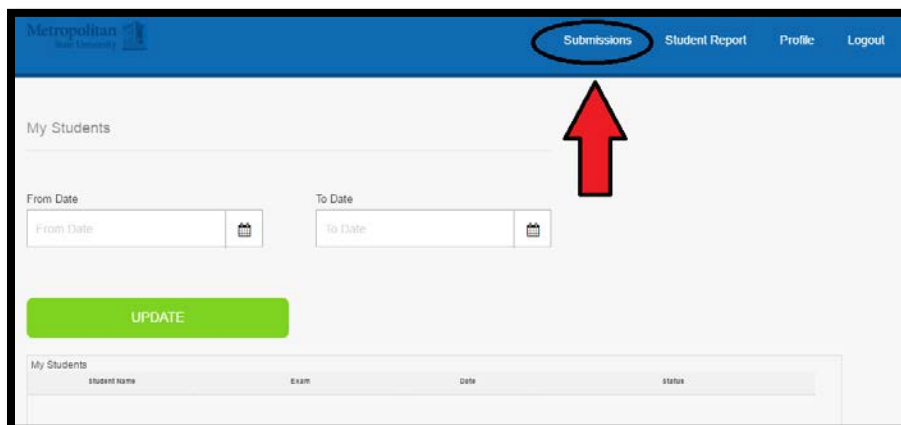 Metropolitan
State University
Submissions Student Report Profile Logout
My Students
From Date To Date
From Date To Date
UPDATE
My Students
Student Name Exam Date Status